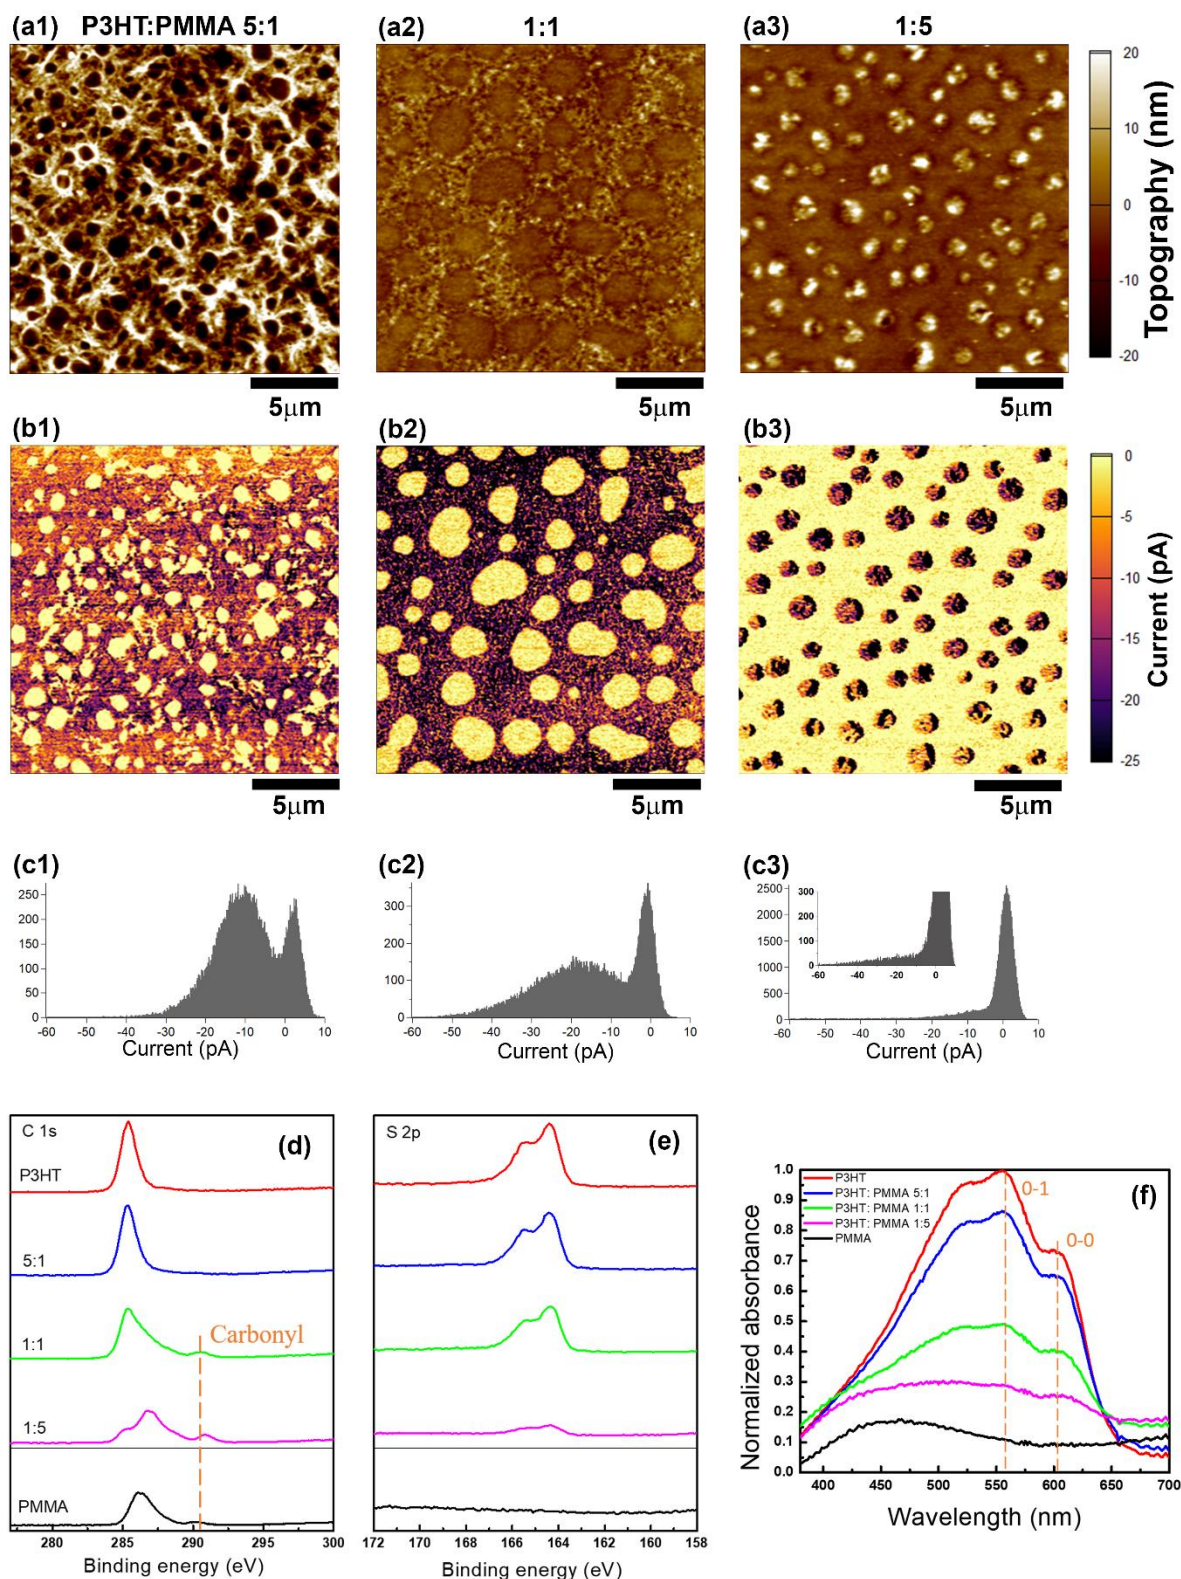 (a1) P3HT:PMMA 5:1 (a2) 1:1 (a3) 1:5
20
10
0
-10
-20
Topography (nm)
5μm 5μm 5μm
(b1) (b2) (b3)
0
-5
-10
-15
-20
-25
Current (pA)
5μm 5μm 5μm
(c1) (c2) (c3)
250
200
150
100
50
0
-60 -50 -40 -30 -20 -10 0 10
Current (pA)
300
200
100
0
-60 -50 -40 -30 -20 -10 0 10
Current (pA)
2500
2000
1500
1000
500
0
300
200
100
0
-60 -40 -20 0
-60 -50 -40 -30 -20 -10 0 10
Current (pA)
C 1s (d)
P3HT
5:1
1:1
Carbonyl
1:5
PMMA
280 285 290 295 300
Binding energy (eV)
S 2p (e)
172 170 168 166 164 162 160 158
Binding energy (eV)
(f)
P3HT
P3HT: PMMA 5:1
P3HT: PMMA 1:1
P3HT: PMMA 1:5
PMMA
0-1
0-0
1.0
0.9
0.8
0.7
0.6
0.5
0.4
0.3
0.2
0.1
0.0
Normalized absorbance
400 450 500 550 600 650 700
Wavelength (nm)